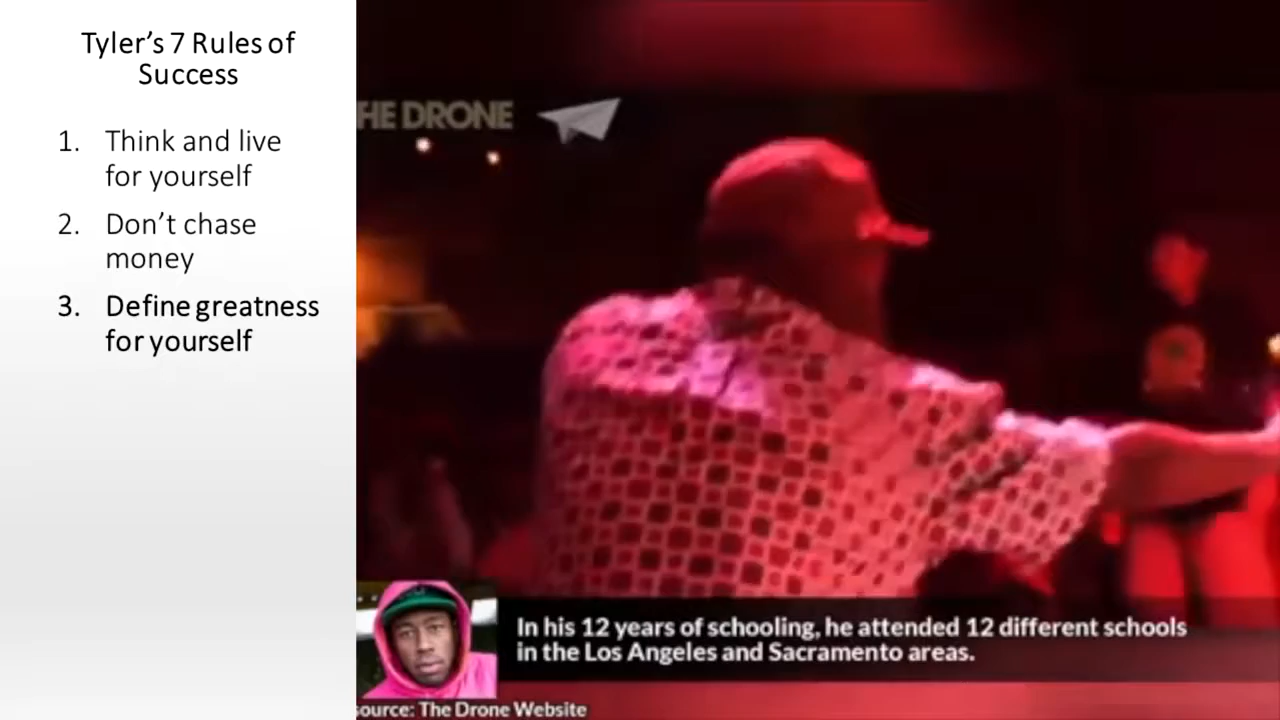 Tyler’s 7 Rules of
Success
1. Think and live
for yourself
2. Don’t chase
money
3. Define greatness
for yourself
HE DRONE
In his 12 years of schooling, he attended 12 different schools
in the Los Angeles and Sacramento areas.
source: The Drone Website